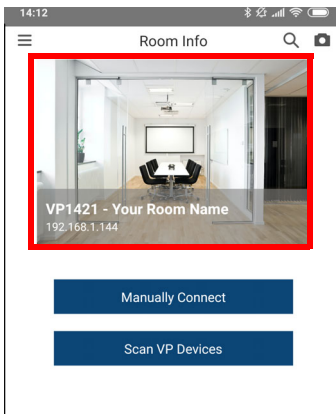 14:12
Room Info
VP1421 - Your Room Name
192.168.1.144
Manually Connect
Scan VP Devices